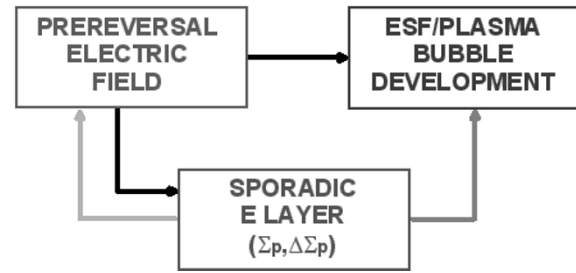 PREREVERSAL
ELECTRIC
FIELD
ESF/PLASMA
BUBBLE
DEVELOPMENT
SPORADIC
E LAYER
(Σp,ΔΣp)